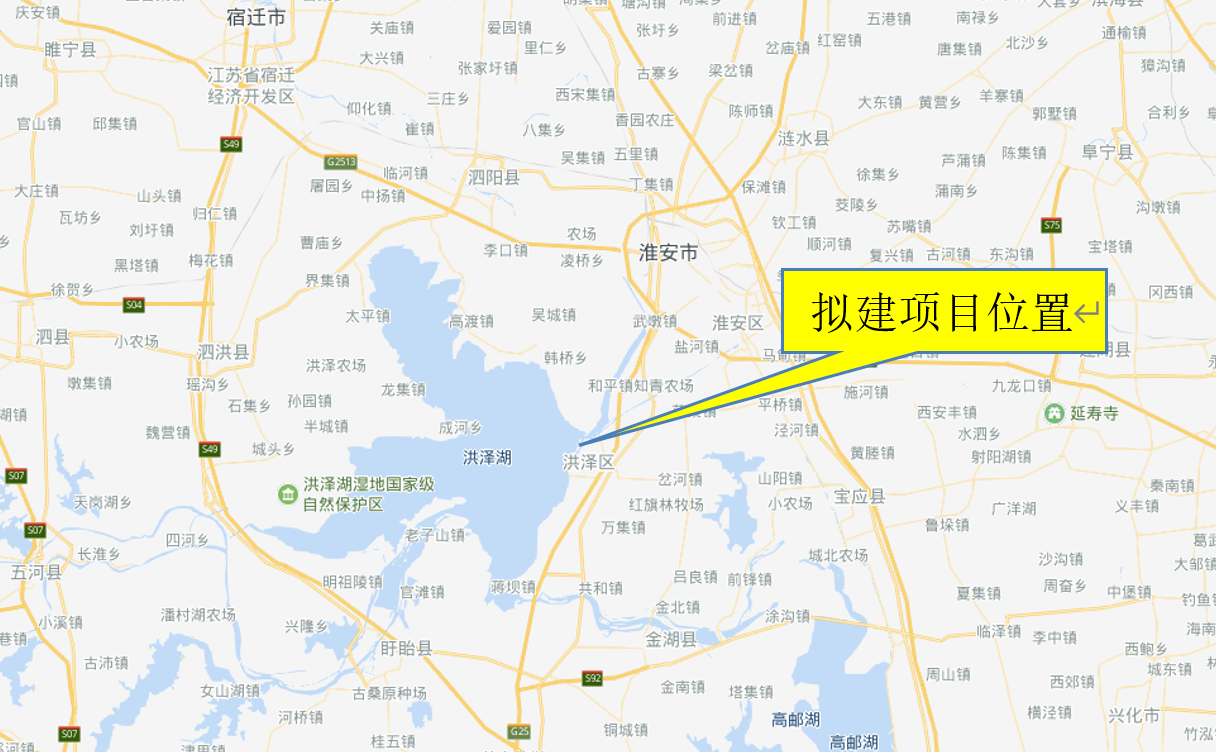 庆安镇
宿迁市
关庙镇
爱园镇
张圩乡
前进镇
五港镇
南禄乡
滨海县
通榆镇
睢宁县
里仁乡
岔庙镇
红窑镇
唐集镇
北沙乡
大兴镇
张家圩镇
古寨乡
梁岔镇
獐沟镇
江苏省宿迁
经济开发区
仰化镇
三庄乡
西宋集镇
陈师镇
大东镇
黄营乡
羊寨镇
郭墅镇
合利乡
官山镇
邱集镇
崔镇
八集乡
香园农庄
涟水县
S49
G2513
吴集镇
五里镇
芦蒲镇
陈集镇
阜宁县
临河镇
泗阳县
丁集镇
保滩镇
徐集乡
蒲南乡
大庄镇
山头镇
屠园乡
中扬镇
茭陵乡
沟墩镇
瓦坊乡
归仁镇
刘圩镇
钦工镇
苏嘴镇
S75
曹庙乡
李口镇
农场
淮安市
顺河镇
复兴镇
古河镇
东沟镇
宝塔镇
黑塔镇
梅花镇
凌桥乡
界集镇
徐贺乡
S04
冈西镇
太平镇
高渡镇
吴城镇
武墩镇
淮安区
拟建项目位置
泗县
小农场
泗洪县
韩桥乡
盐河镇
马甸镇
洪泽农场
墩集镇
瑶沟乡
龙集镇
和平镇知青农场
施河镇
九龙口镇
石集乡
孙园镇
平桥镇
西安丰镇
延寿寺
魏营镇
半城镇
成河乡
泾河镇
水泗乡
S49
城头乡
洪泽湖
洪泽区
黄塍镇
射阳湖镇
S07
洪泽湖湿地国家级
自然保护区
岔河镇
山阳镇
秦南镇
天岗湖乡
红旗林牧场
小农场
宝应县
广洋湖
义丰镇
S07
四河乡
老子山镇
万集镇
鲁垛镇
长淮乡
城北农场
沙沟镇
五河县
明祖陵镇
官滩镇
蒋坝镇
共和镇
吕良镇
前锋镇
夏集镇
周奋乡
中堡镇
小溪镇
潘村湖农场
兴隆乡
金北镇
涂沟镇
临泽镇
李中镇
盱眙县
金湖县
西鲍乡
古沛镇
S92
周山镇
城东镇
女山湖镇
古桑原种场
金南镇
塔集镇
西郊镇
河桥镇
高邮湖
横泾镇
兴化市
S07
G25
铜城镇
桂五镇
高邮湖